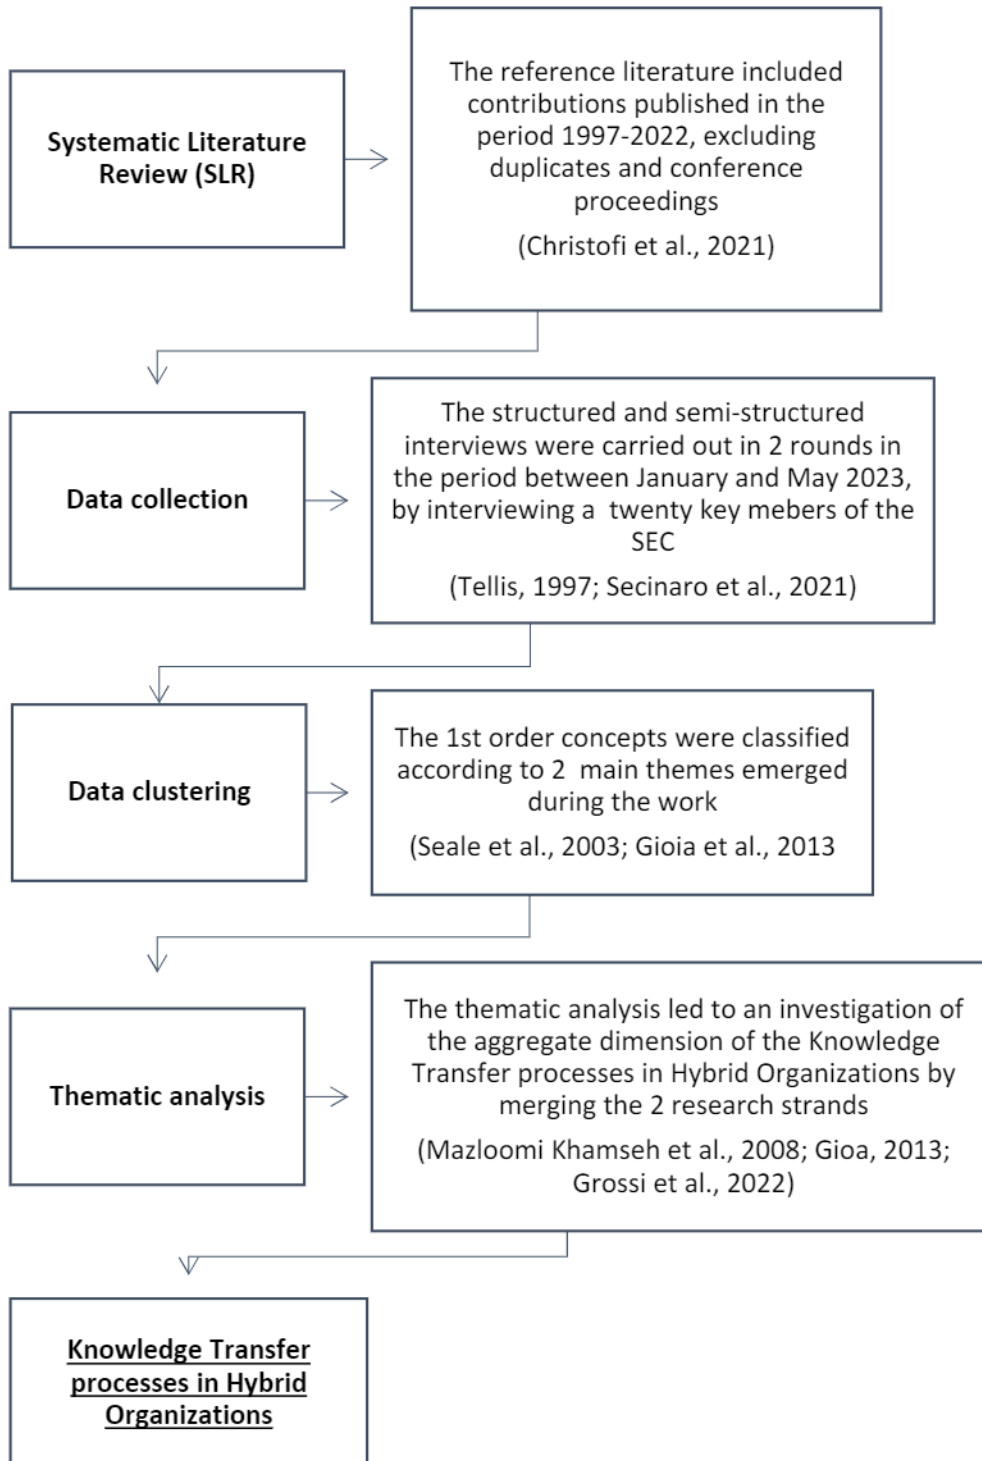 Systematic Literature
Review (SLR)
The reference literature included
contributions published in the
period 1997-2022, excluding
duplicates and conference
proceedings
(Christofi et al., 2021)
Data collection
The structured and semi-structured
interviews were carried out in 2 rounds in
the period between January and May 2023,
by interviewing a  twenty key mebers of the
SEC
(Tellis, 1997; Secinaro et al., 2021)
Data clustering
The 1st order concepts were classified
according to 2  main themes emerged
during the work
(Seale et al., 2003; Gioia et al., 2013
Thematic analysis
The thematic analysis led to an investigation of
the aggregate dimension of the Knowledge
Transfer processes in Hybrid Organizations by
merging the 2 research strands
(Mazloomi Khamseh et al., 2008; Gioa, 2013;
Grossi et al., 2022)
Knowledge Transfer
processes in Hybrid
Organizations